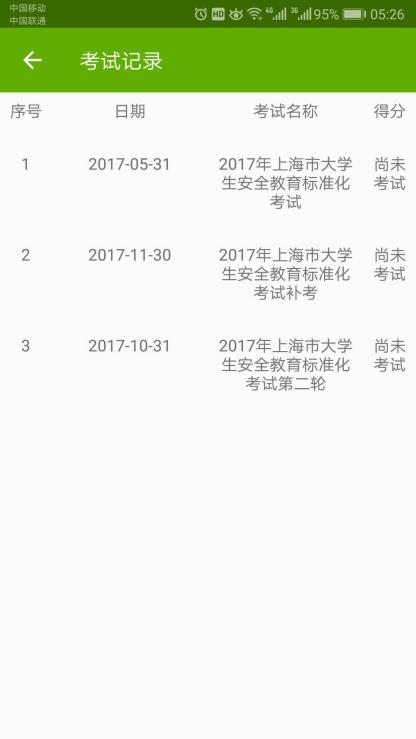 中国移动
中国联通
HD 4G 3G 95% 05:26
考试记录
序号 日期 考试名称 得分
1 2017-05-31 2017年上海市大学 尚未
生安全教育标准化 考试
考试
2 2017-11-30 2017年上海市大学 尚未
生安全教育标准化 考试
考试补考
3 2017-10-31 2017年上海市大学 尚未
生安全教育标准化 考试
考试第二轮